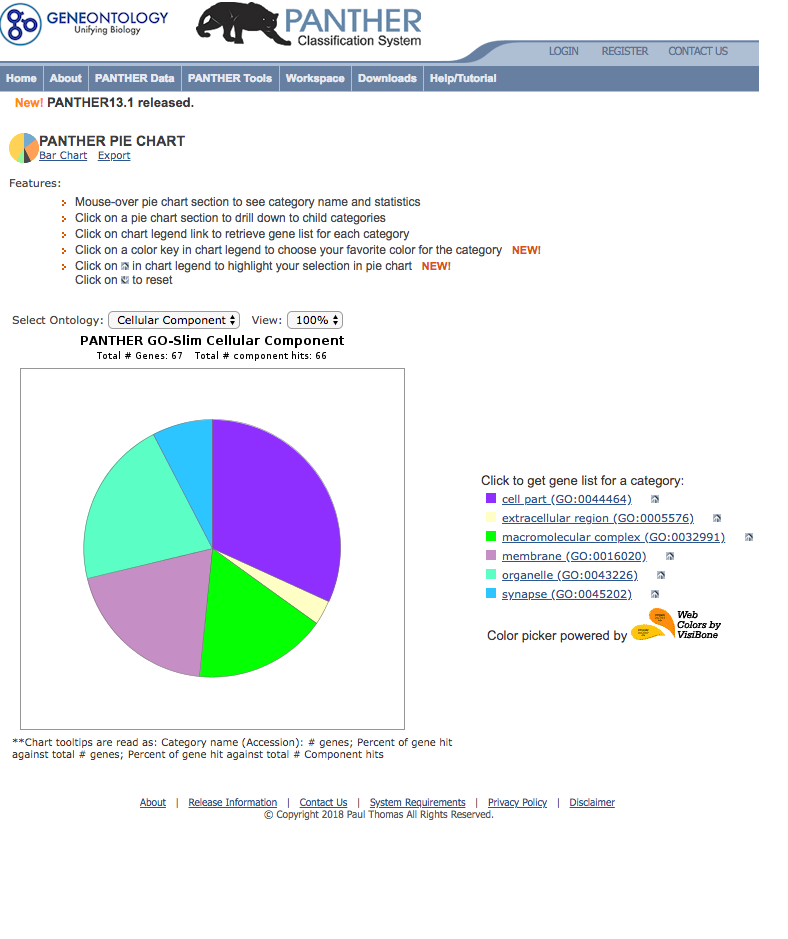 GENEONTOLOGY
Unifying Biology
PANTHER
Classification System
LOGIN REGISTER CONTACT US
Home About PANTHER Data PANTHER Tools Workspace Downloads Help/Tutorial
New! PANTHER13.1 released.
PANTHER PIE CHART
Bar Chart Export
Features:
Mouse-over pie chart section to see category name and statistics
Click on a pie chart section to drill down to child categories
Click on chart legend link to retrieve gene list for each category
Click on a color key in chart legend to choose your favorite color for the category NEW!
Click on in chart legend to highlight your selection in pie chart NEW!
Click on to reset
Select Ontology: Cellular Component View: 100%
PANTHER GO-Slim Cellular Component
Total # Genes: 67 Total # component hits: 66
Click to get gene list for a category:
cell part (GO:0044464)
extracellular region (GO:0005576)
macromolecular complex (GO:0032991)
membrane (GO:0016020)
organelle (GO:0043226)
synapse (GO:0045202)
Color picker powered by
Web
Colors by
VisiBone
**Chart tooltips are read as: Category name (Accession): # genes; Percent of gene hit
against total # genes; Percent of gene hit against total # Component hits
About | Release Information | Contact Us | System Requirements | Privacy Policy | Disclaimer
© Copyright 2018 Paul Thomas All Rights Reserved.